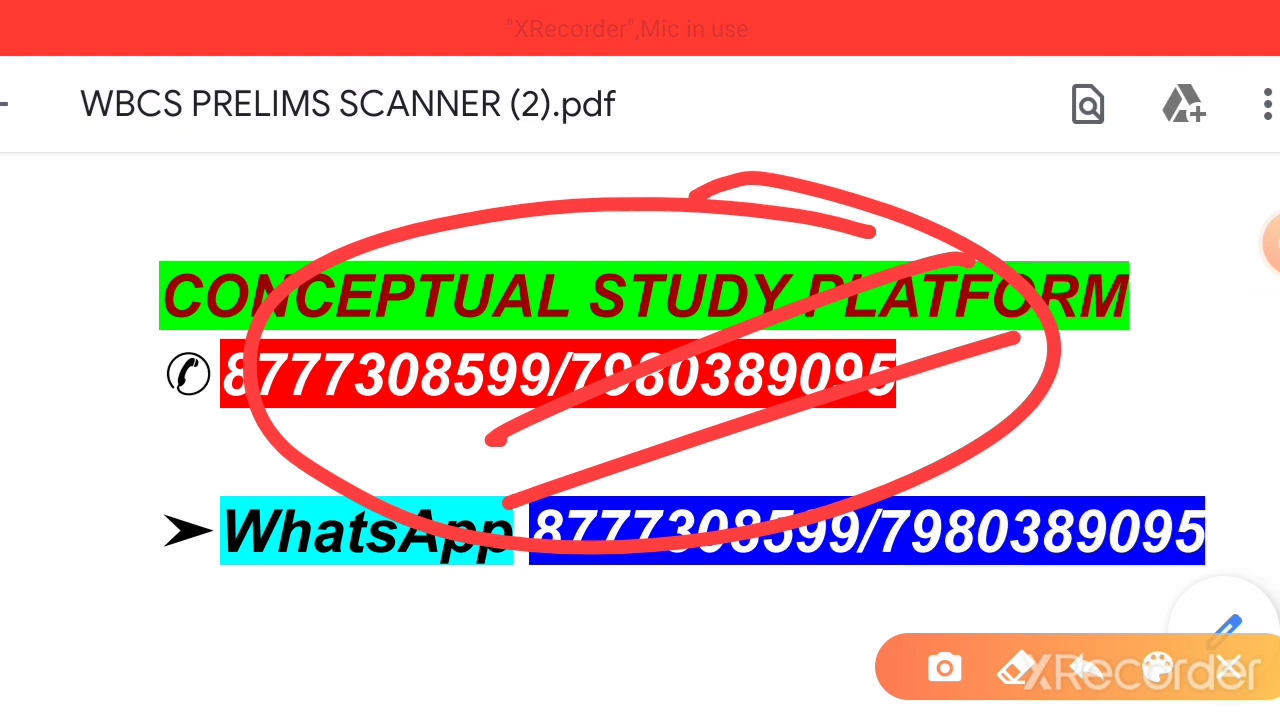 "XRecorder",Mic in use
WBCS PRELIMS SCANNER (2).pdf
CONCEPTUAL STUDY PLATFORM
✆ 8777308599/7980389095
➤ WhatsApp 8777308599/7980389095
XRecorder